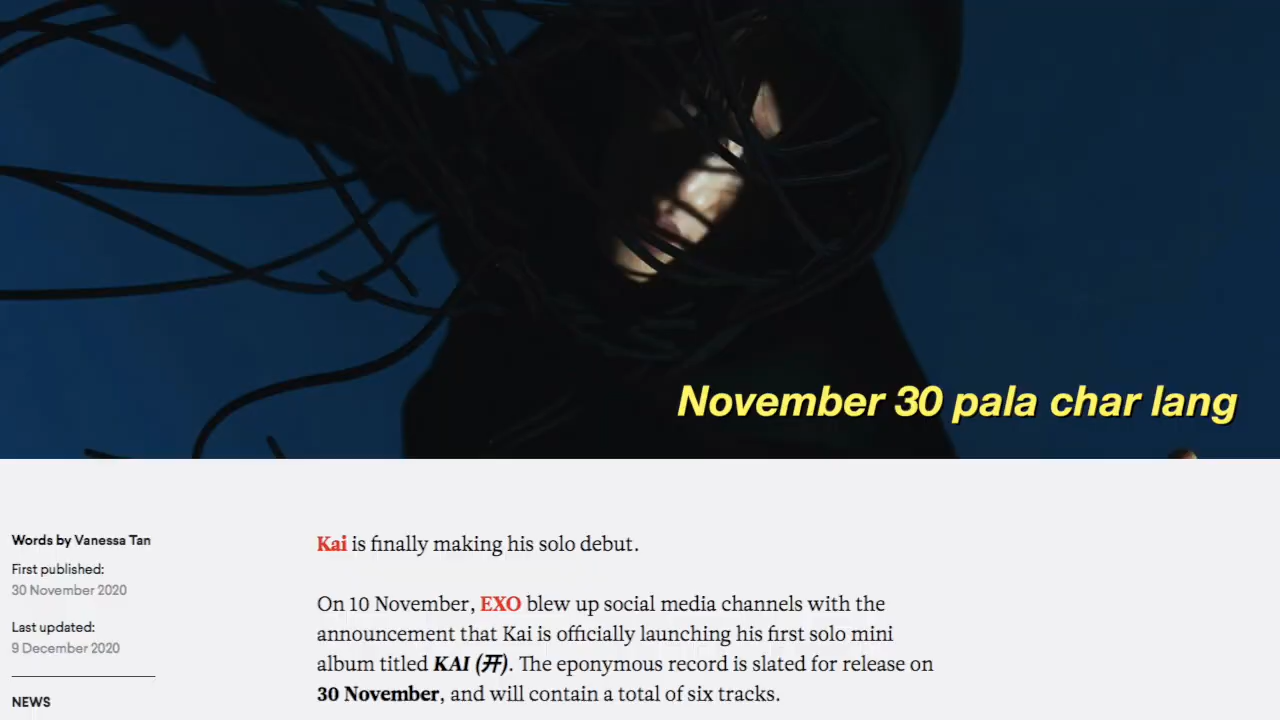 November 30 pala char lang
Words by Vanessa Tan
First published:
30 November 2020
Last updated:
9 December 2020
NEWS
Kai is finally making his solo debut.
On 10 November, EXO blew up social media channels with the
announcement that Kai is officially launching his first solo mini
album titled KAI (开). The eponymous record is slated for release on
30 November, and will contain a total of six tracks.